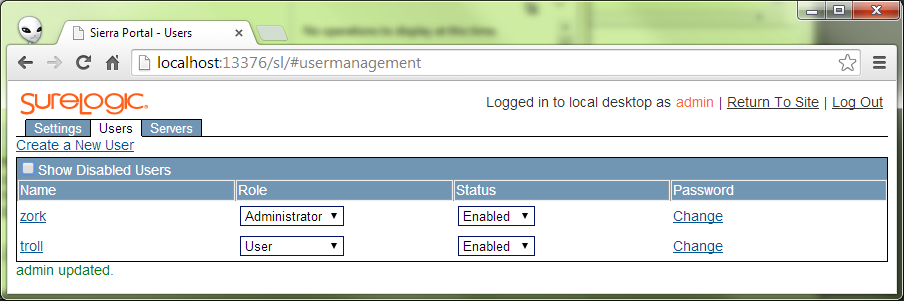 No operations to display at this time.
Sierra Portal - Users
localhost:13376/sl/#usermanagement
SURELOGIC
Logged in to local desktop as admin | Return To Site | Log Out
Settings Users Servers
Create a New User
Show Disabled Users
Name Role Status Password
zork Administrator Enabled Change
troll User Enabled Change
admin updated.